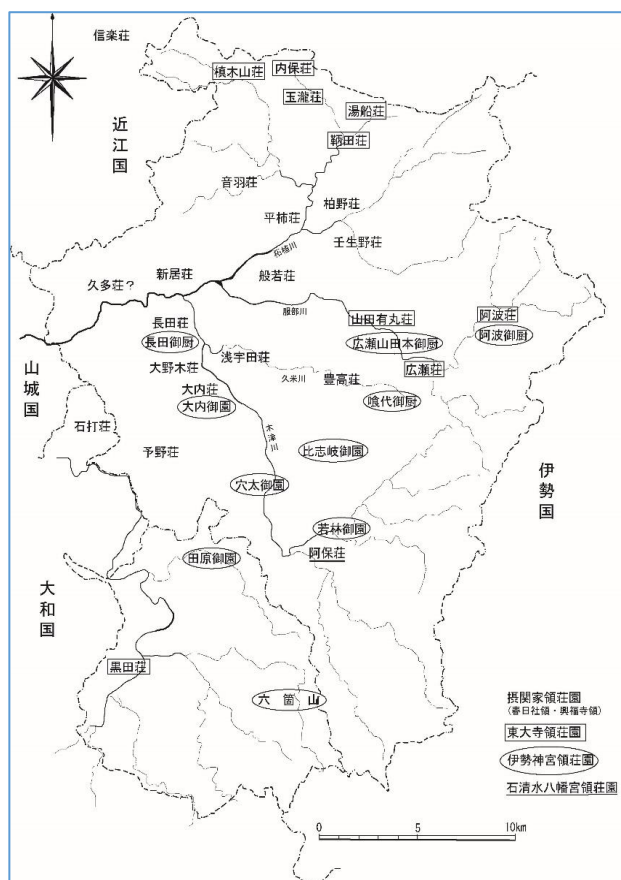 信楽荘
槙木山荘
内保荘
玉瀧荘
湯船荘
鞆田荘
近江国
音羽荘
柏野荘
平柿荘
壬生野荘
柘植川
新居荘
般若荘
久多荘?
服部川
山田有丸荘
阿波荘
阿波御厨
長田荘
長田御厨
広瀬山田本御厨
浅宇田荘
広瀬荘
大野木荘
久米川
豊高荘
山城国
大内荘
大内御園
喰代御厨
石打荘
木津川
予野荘
比志岐御園
伊勢国
穴太御園
若林御園
田原御園
阿保荘
大和国
黒田荘
六箇山
摂関家領荘園
(春日社領・興福寺領)
東大寺領荘園
伊勢神宮領荘園
石清水八幡宮領荘園
0 5 10km